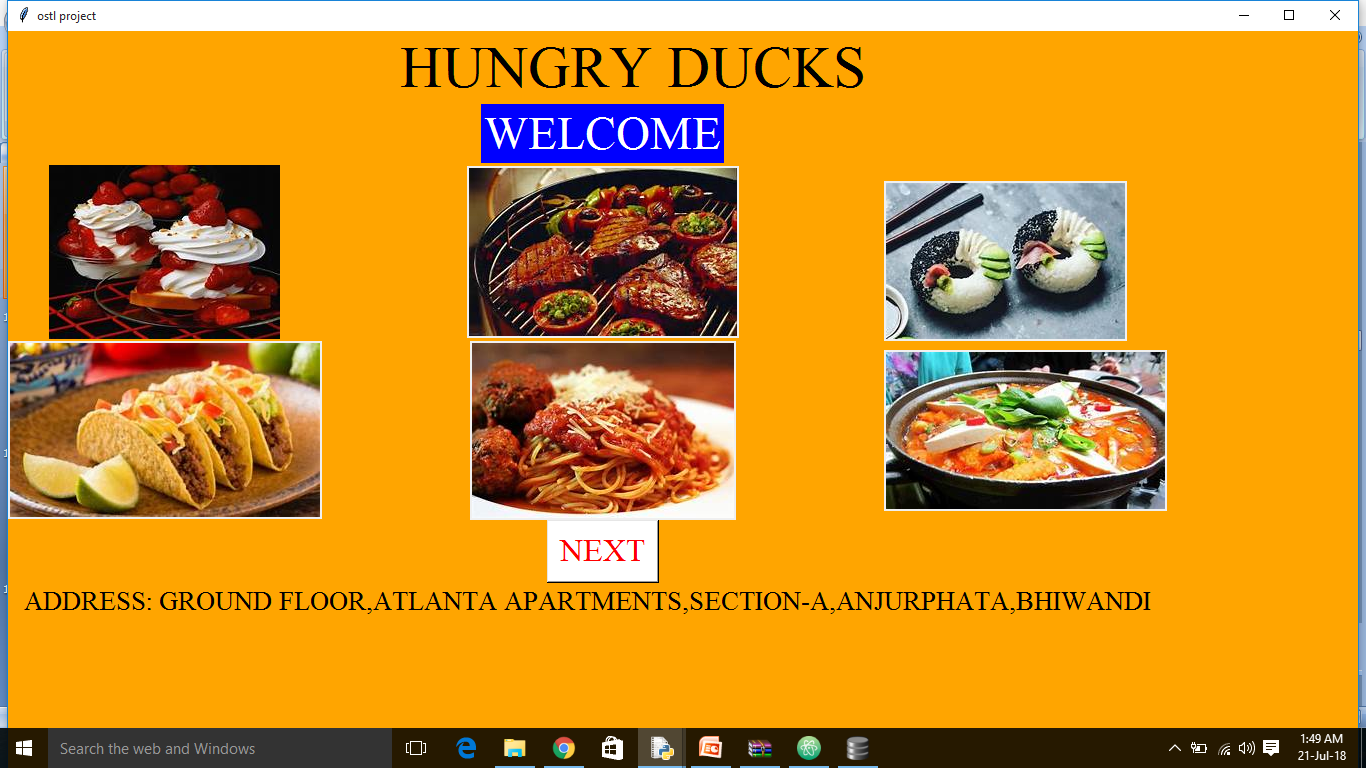 ostl project
HUNGRY DUCKS
WELCOME
NEXT
ADDRESS: GROUND FLOOR,ATLANTA APARTMENTS,SECTION-A,ANJURPHATA,BHIWANDI
Search the web and Windows
1:49 AM
21-Jul-18